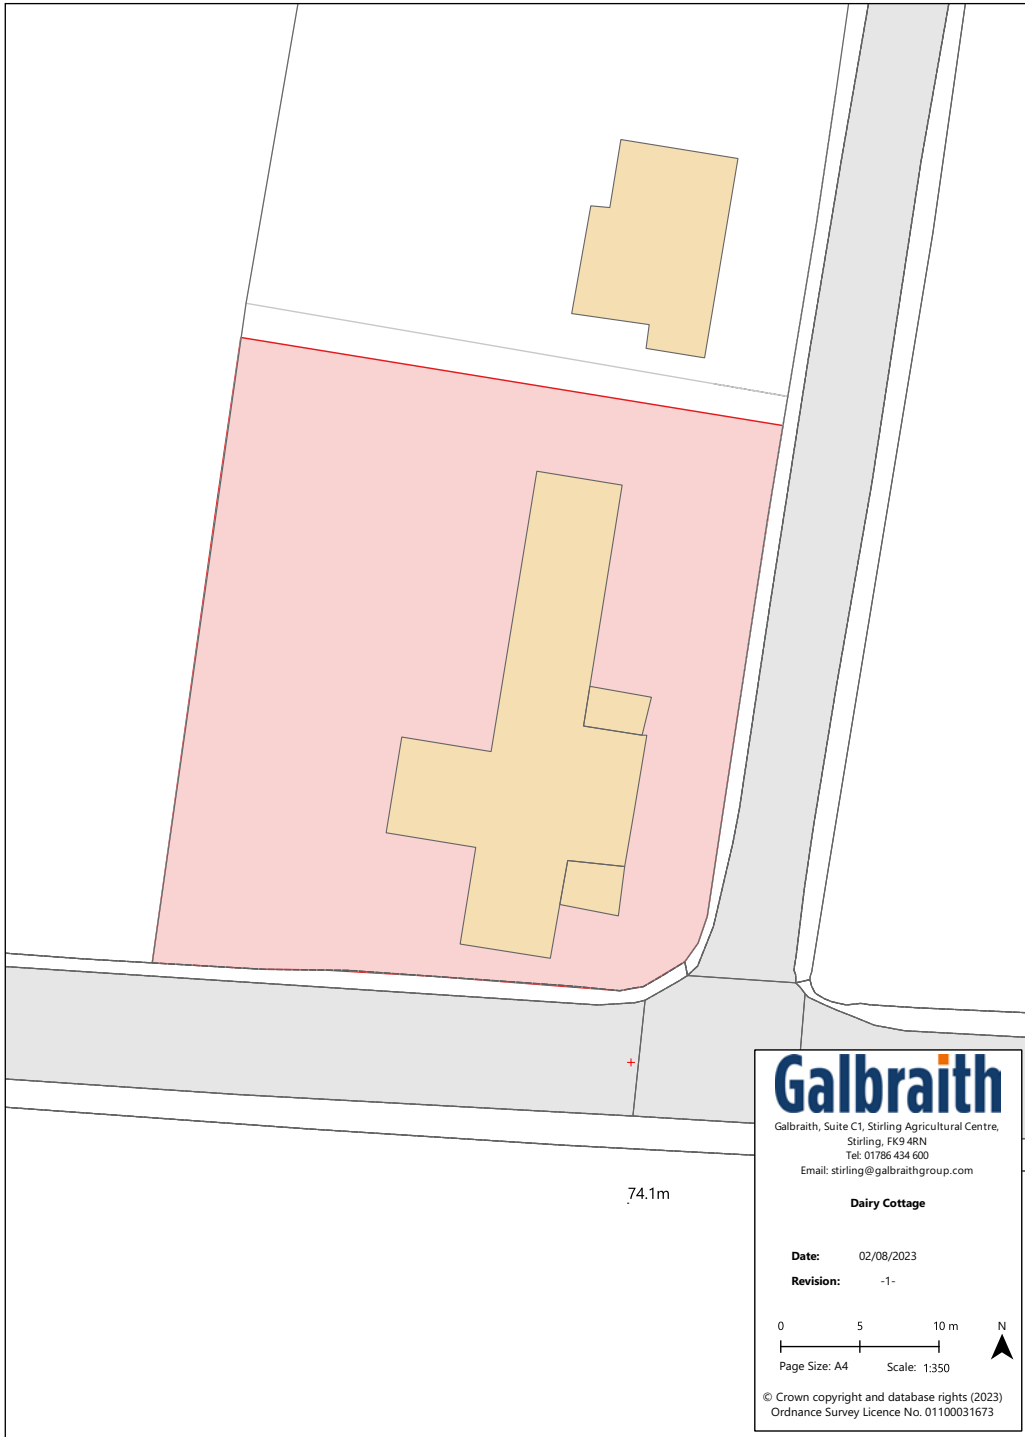 74.1m
Galbraith
Galbraith, Suite C1, Stirling Agricultural Centre,
Stirling, FK9 4RN
Tel: 01786 434 600
Email: stirling@galbraithgroup.com
Dairy Cottage
Date: 02/08/2023
Revision: -1-
0 5 10 m N
Page Size: A4 Scale: 1:350
© Crown copyright and database rights (2023)
Ordnance Survey Licence No. 01100031673